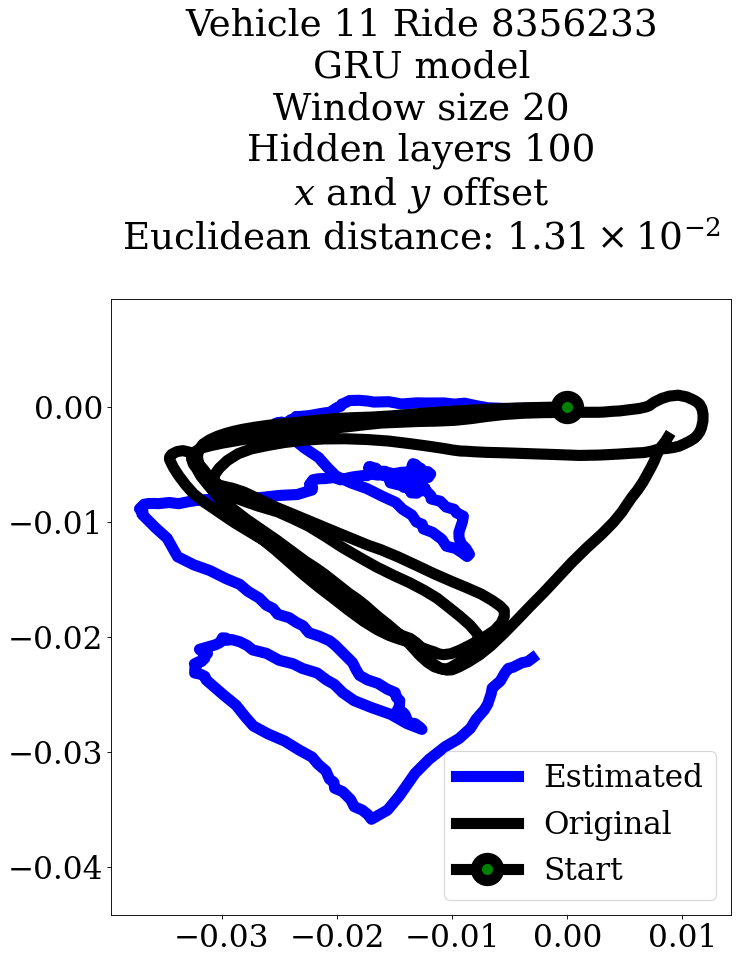 Vehicle 11 Ride 8356233
GRU model
Window size 20
Hidden layers 100
x and y offset
Euclidean distance: 1.31 × 10⁻²
0.00
−0.01
−0.02
−0.03
−0.04
Estimated
Original
Start
−0.03 −0.02 −0.01 0.00 0.01